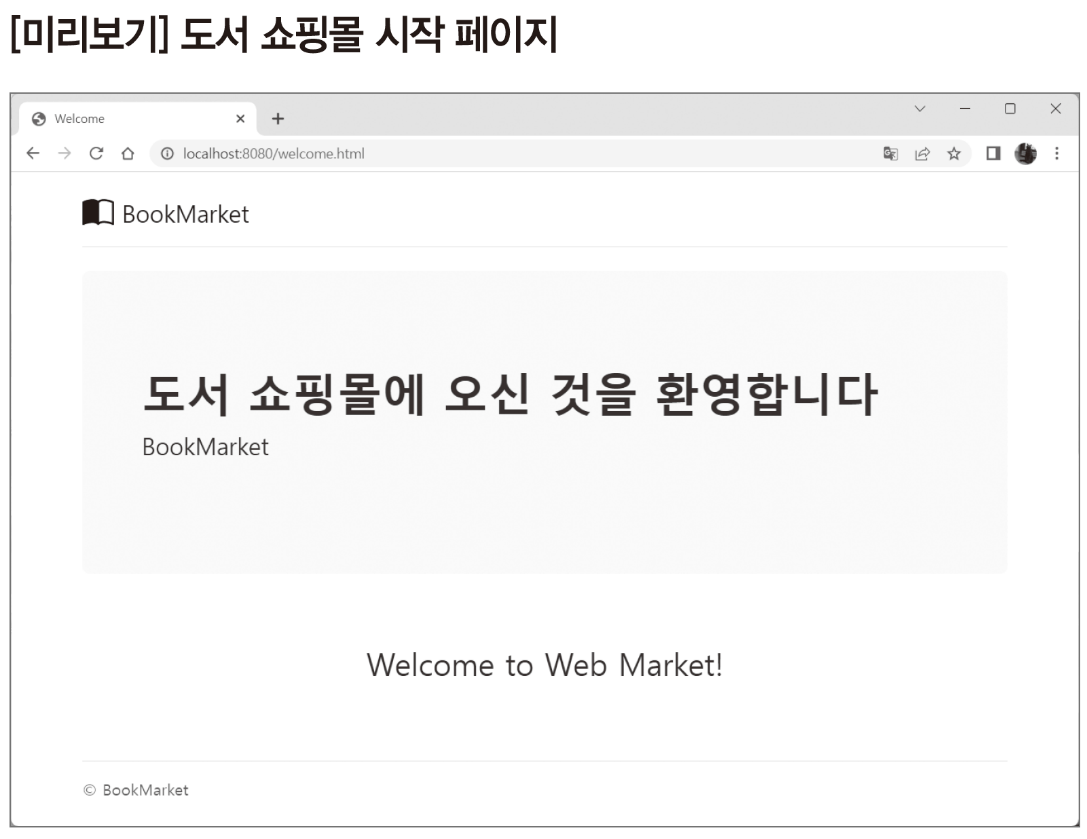 [미리보기] 도서 쇼핑몰 시작 페이지
Welcome
localhost:8080/welcome.html
BookMarket
도서 쇼핑몰에 오신 것을 환영합니다
BookMarket
Welcome to Web Market!
© BookMarket